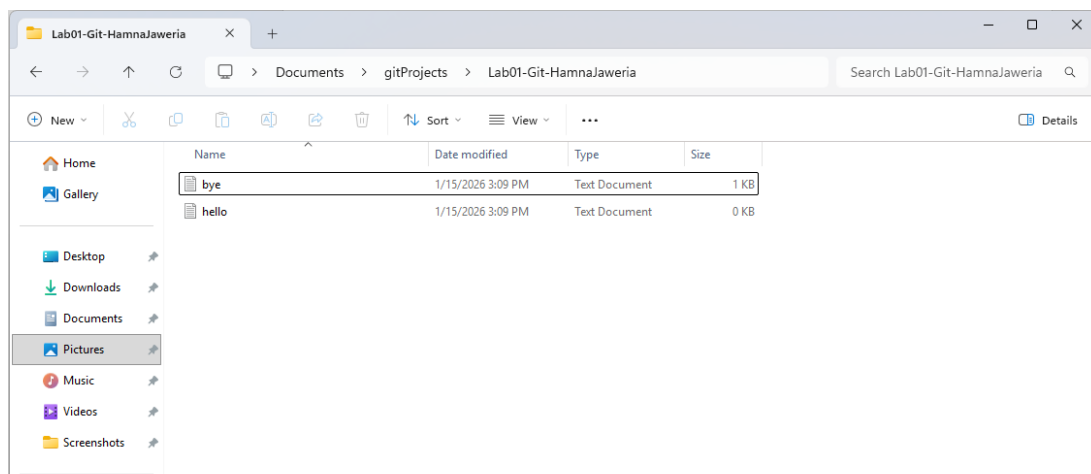 Lab01-Git-HamnaJaweria
Documents > gitProjects > Lab01-Git-HamnaJaweria
Search Lab01-Git-HamnaJaweria
New
Sort
View
Details
Name Date modified Type Size
bye 1/15/2026 3:09 PM Text Document 1 KB
hello 1/15/2026 3:09 PM Text Document 0 KB
Home
Gallery
Desktop
Downloads
Documents
Pictures
Music
Videos
Screenshots